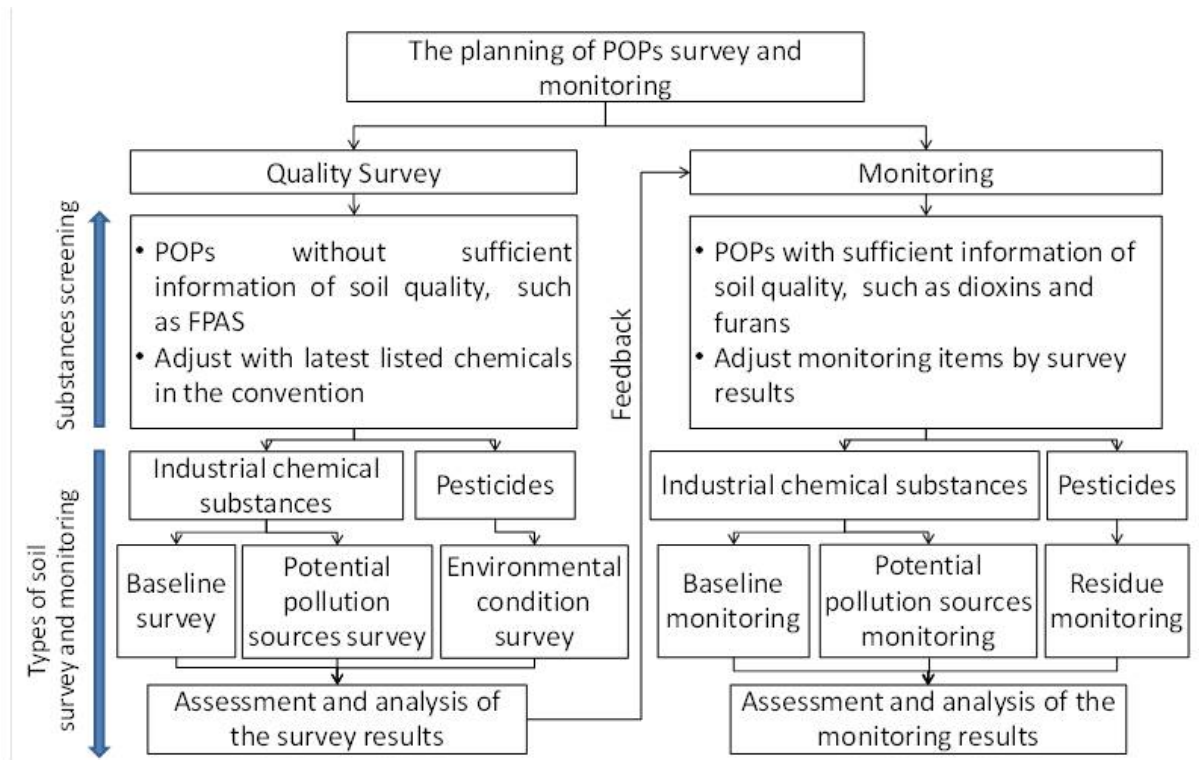 The planning of POPs survey and
monitoring
Quality Survey
Monitoring
Substances screening
• POPs without sufficient
information of soil quality, such
as FPAS
• Adjust with latest listed chemicals
in the convention
Feedback
• POPs with sufficient information of
soil quality, such as dioxins and
furans
• Adjust monitoring items by survey
results
Types of soil
survey and monitoring
Industrial chemical
substances
Pesticides
Industrial chemical substances
Pesticides
Baseline
survey
Potential
pollution
sources survey
Environmental
condition
survey
Baseline
monitoring
Potential
pollution sources
monitoring
Residue
monitoring
Assessment and analysis of
the survey results
Assessment and analysis of the
monitoring results